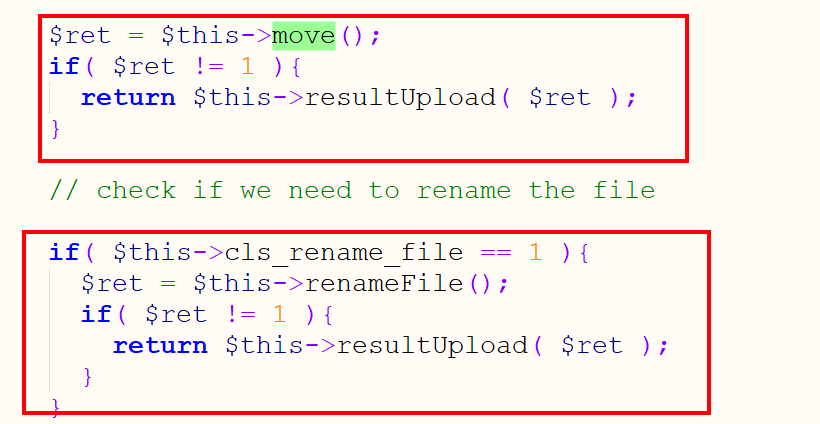 $ret = $this->move();
if( $ret != 1 ){
return $this->resultUpload( $ret );
}
// check if we need to rename the file
if( $this->cls_rename_file == 1 ){
$ret = $this->renameFile();
if( $ret != 1 ){
return $this->resultUpload( $ret );
}
}